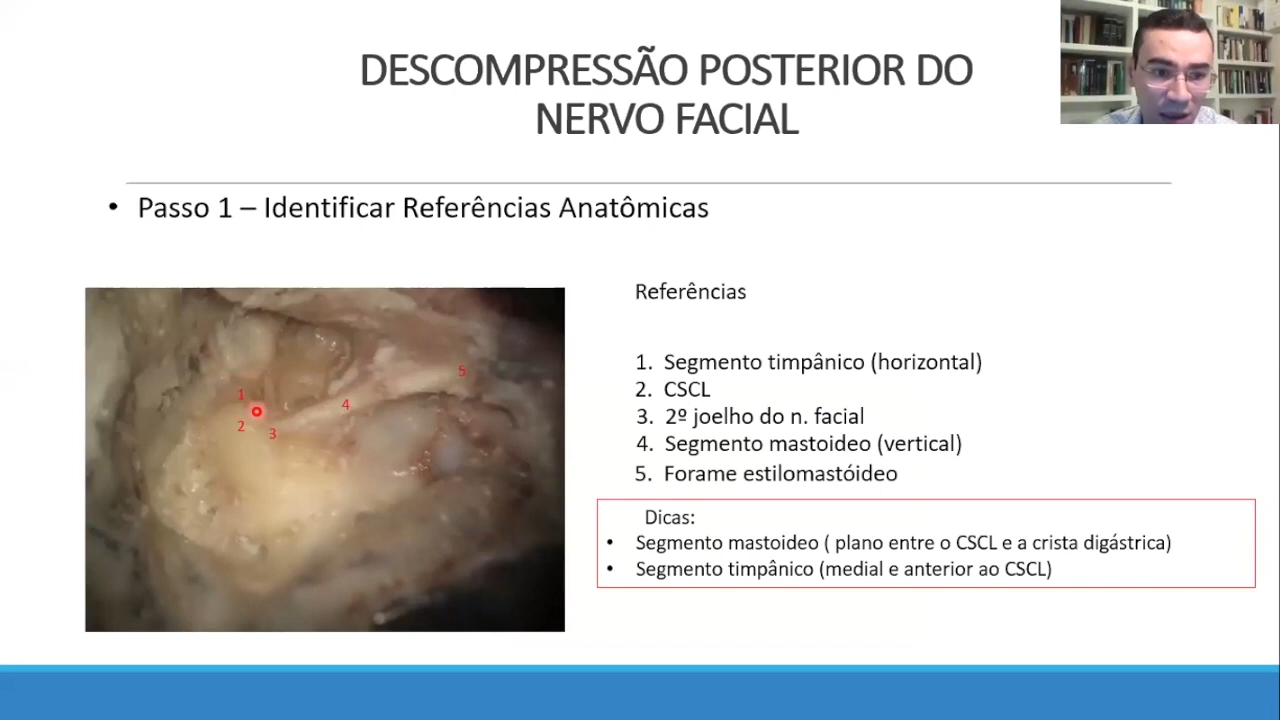 DESCOMPRESSÃO POSTERIOR DO
NERVO FACIAL
• Passo 1 – Identificar Referências Anatômicas
1
2
3
4
5
Referências
1. Segmento timpânico (horizontal)
2. CSCL
3. 2º joelho do n. facial
4. Segmento mastoideo (vertical)
5. Forame estilomastóideo
Dicas:
• Segmento mastoideo ( plano entre o CSCL e a crista digástrica)
• Segmento timpânico (medial e anterior ao CSCL)